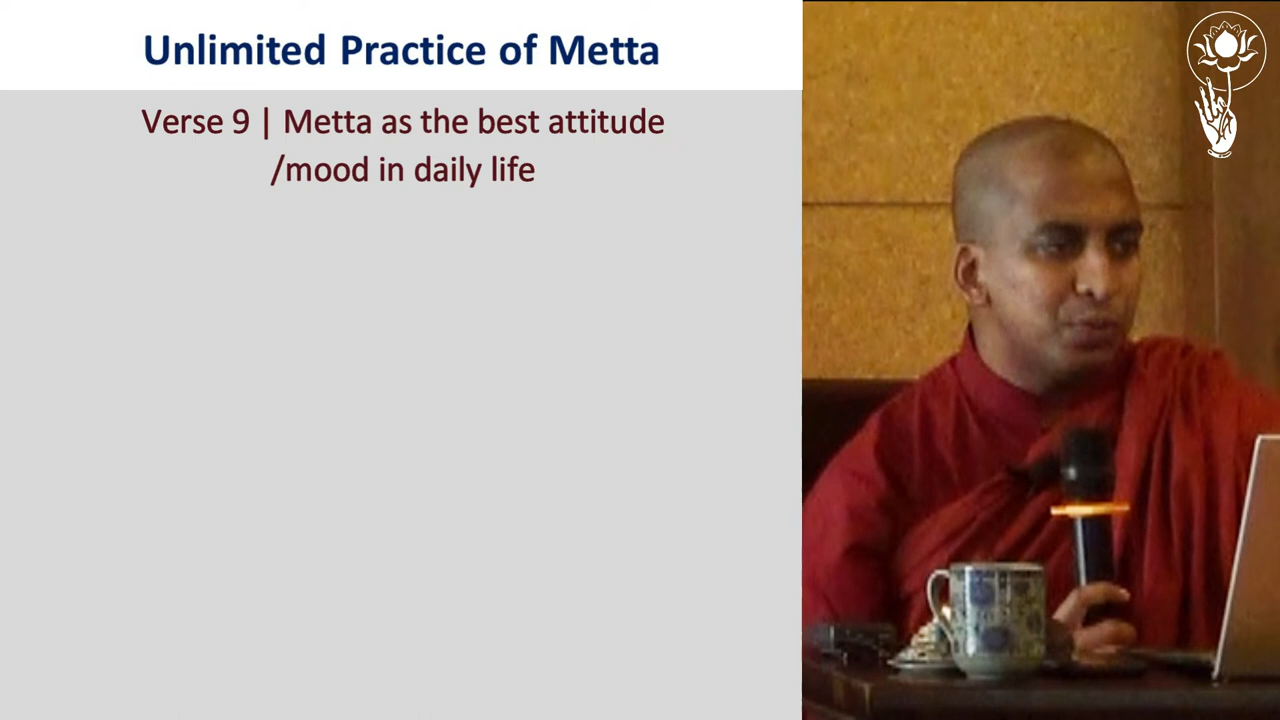 Unlimited Practice of Metta
Verse 9 | Metta as the best attitude
/mood in daily life